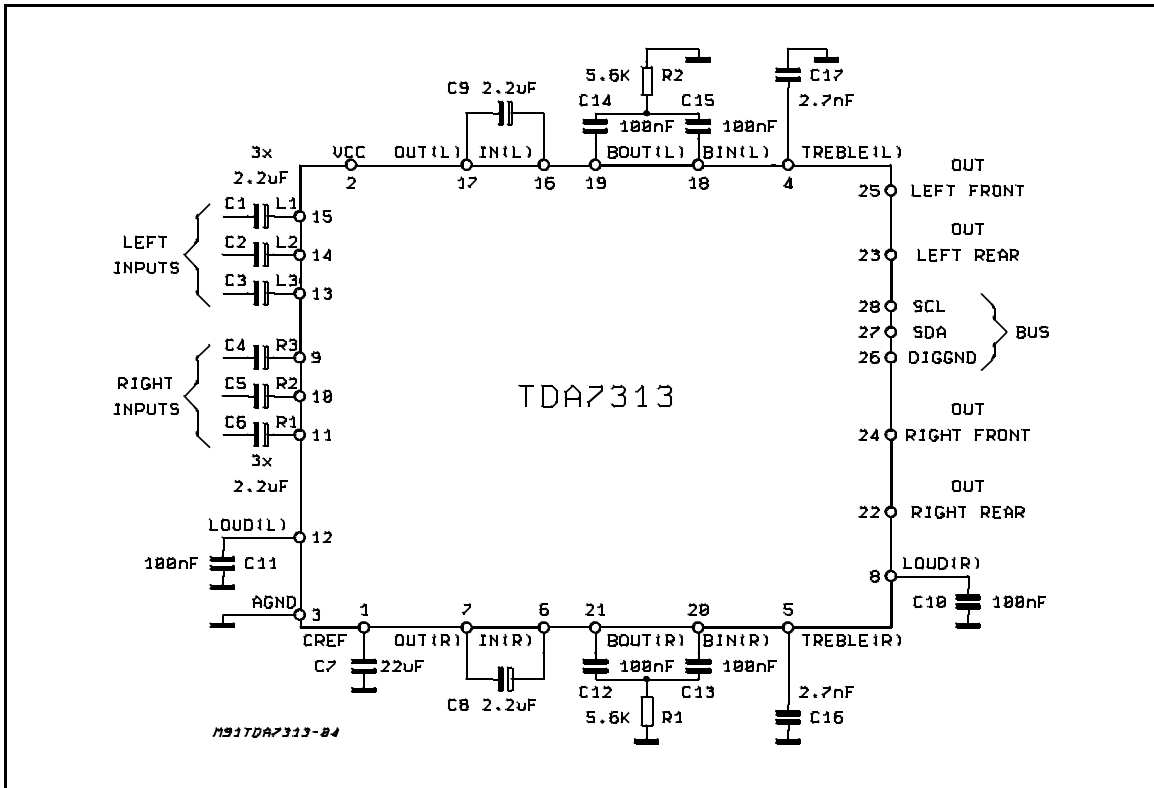 C9 2.2uF
5.6K R2
C14 C15
100nF 100nF
C17
2.7nF
3x
2.2uF
VCC OUT(L) IN(L) BOUT(L) BIN(L) TREBLE(L)
2 17 16 19 18 4
C1 L1 15
C2 L2 14
C3 L3 13
LEFT
INPUTS
C4 R3 9
C5 R2 10
C6 R1 11
RIGHT
INPUTS
3x
2.2uF
TDA7313
OUT
25 LEFT FRONT
OUT
23 LEFT REAR
28 SCL
27 SDA
26 DIGGND
BUS
OUT
24 RIGHT FRONT
OUT
22 RIGHT REAR
LOUD(L) 12
100nF C11
8 LOUD(R)
C10 100nF
AGND 3
1 7 6 21 20 5
CREF OUT(R) IN(R) BOUT(R) BIN(R) TREBLE(R)
C7 22uF
C8 2.2uF
100nF 100nF
C12 C13
5.6K R1
2.7nF
C16
M91TDA7313-04